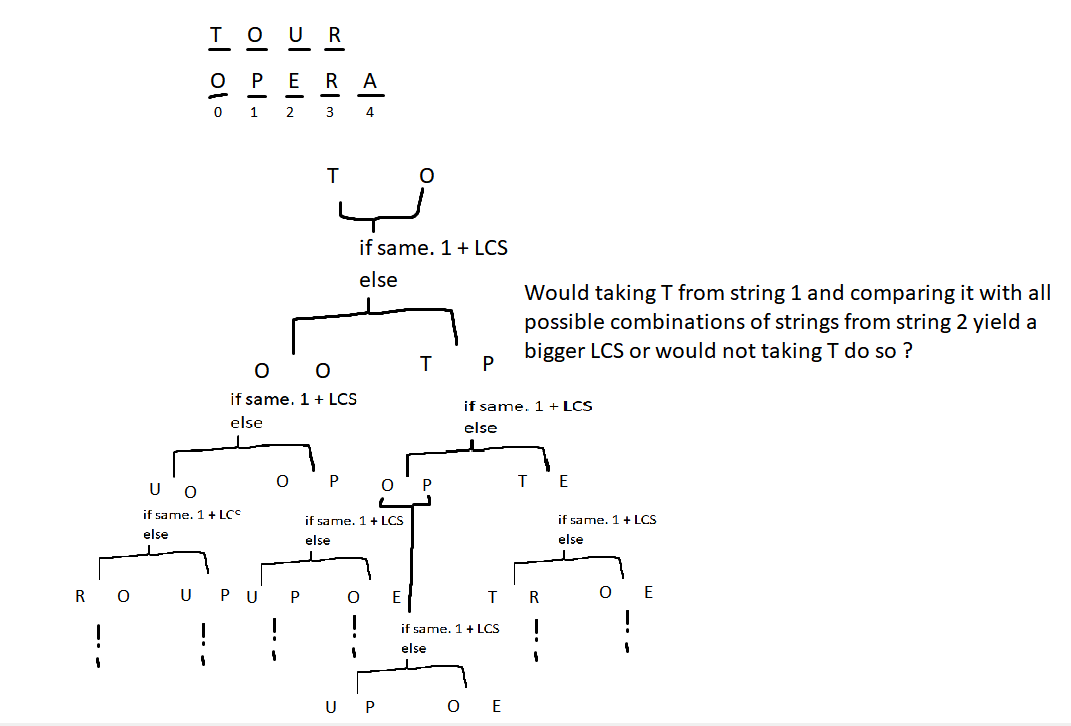 T O U R
O P E R A
0 1 2 3 4
T O
if same. 1 + LCS
else
Would taking T from string 1 and comparing it with all
possible combinations of strings from string 2 yield a
bigger LCS or would not taking T do so ?
O O T P
if same. 1 + LCS
else
if same. 1 + LCS
else
U O O P O P T E
if same. 1 + LCS
else
if same. 1 + LCS
else
if same. 1 + LCS
else
R O U P U P O E T R O E
if same. 1 + LCS
else
U P O E